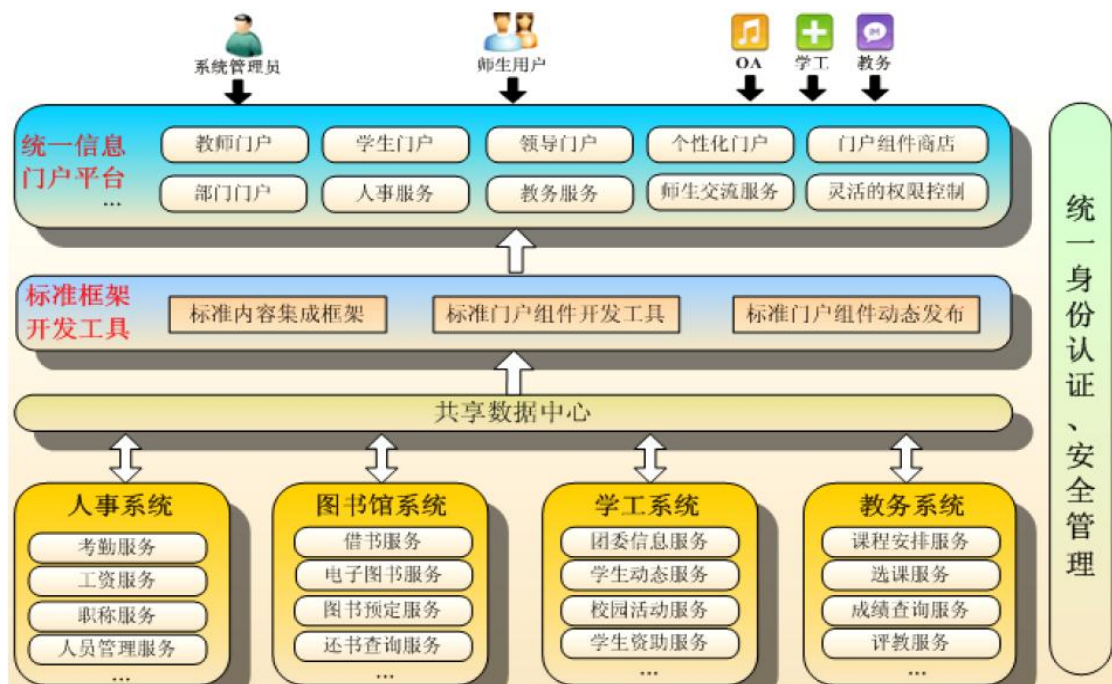 系统管理员
师生用户
OA
学工
教务
统一信息
门户平台
...
教师门户
学生门户
领导门户
个性化门户
门户组件商店
部门门户
人事服务
教务服务
师生交流服务
灵活的权限控制
标准框架
开发工具
标准内容集成框架
标准门户组件开发工具
标准门户组件动态发布
共享数据中心
人事系统
考勤服务
工资服务
职称服务
人员管理服务
...
图书馆系统
借书服务
电子图书服务
图书预定服务
还书查询服务
...
学工系统
团委信息服务
学生动态服务
校园活动服务
学生资助服务
...
教务系统
课程安排服务
选课服务
成绩查询服务
评教服务
...
统一身份认证、安全管理